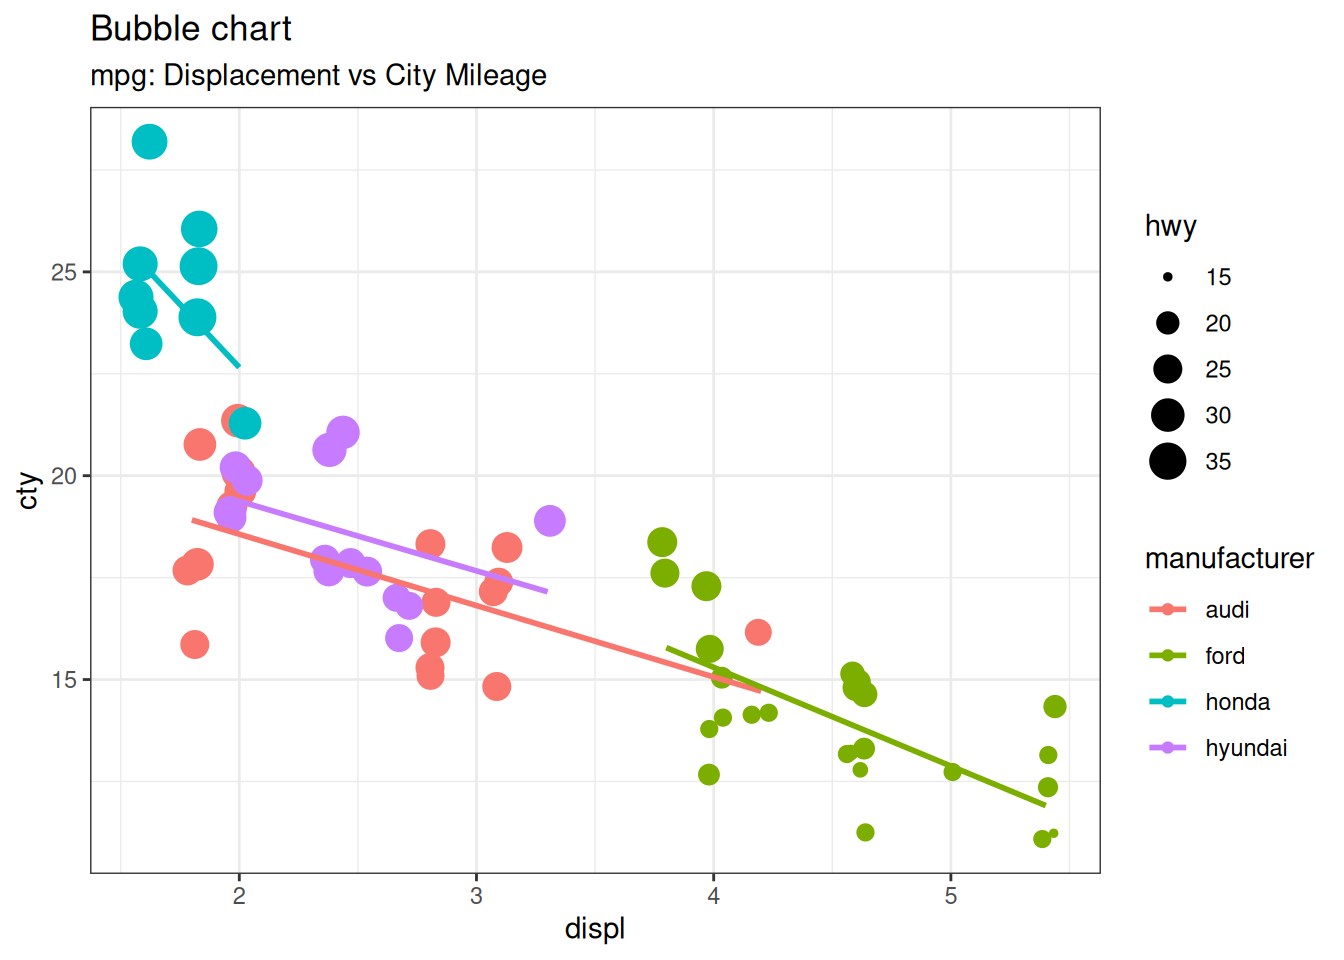 Bubble chart
mpg: Displacement vs City Mileage
cty
25
20
15
2
3
4
5
displ
hwy
15
20
25
30
35
manufacturer
audi
ford
honda
hyundai